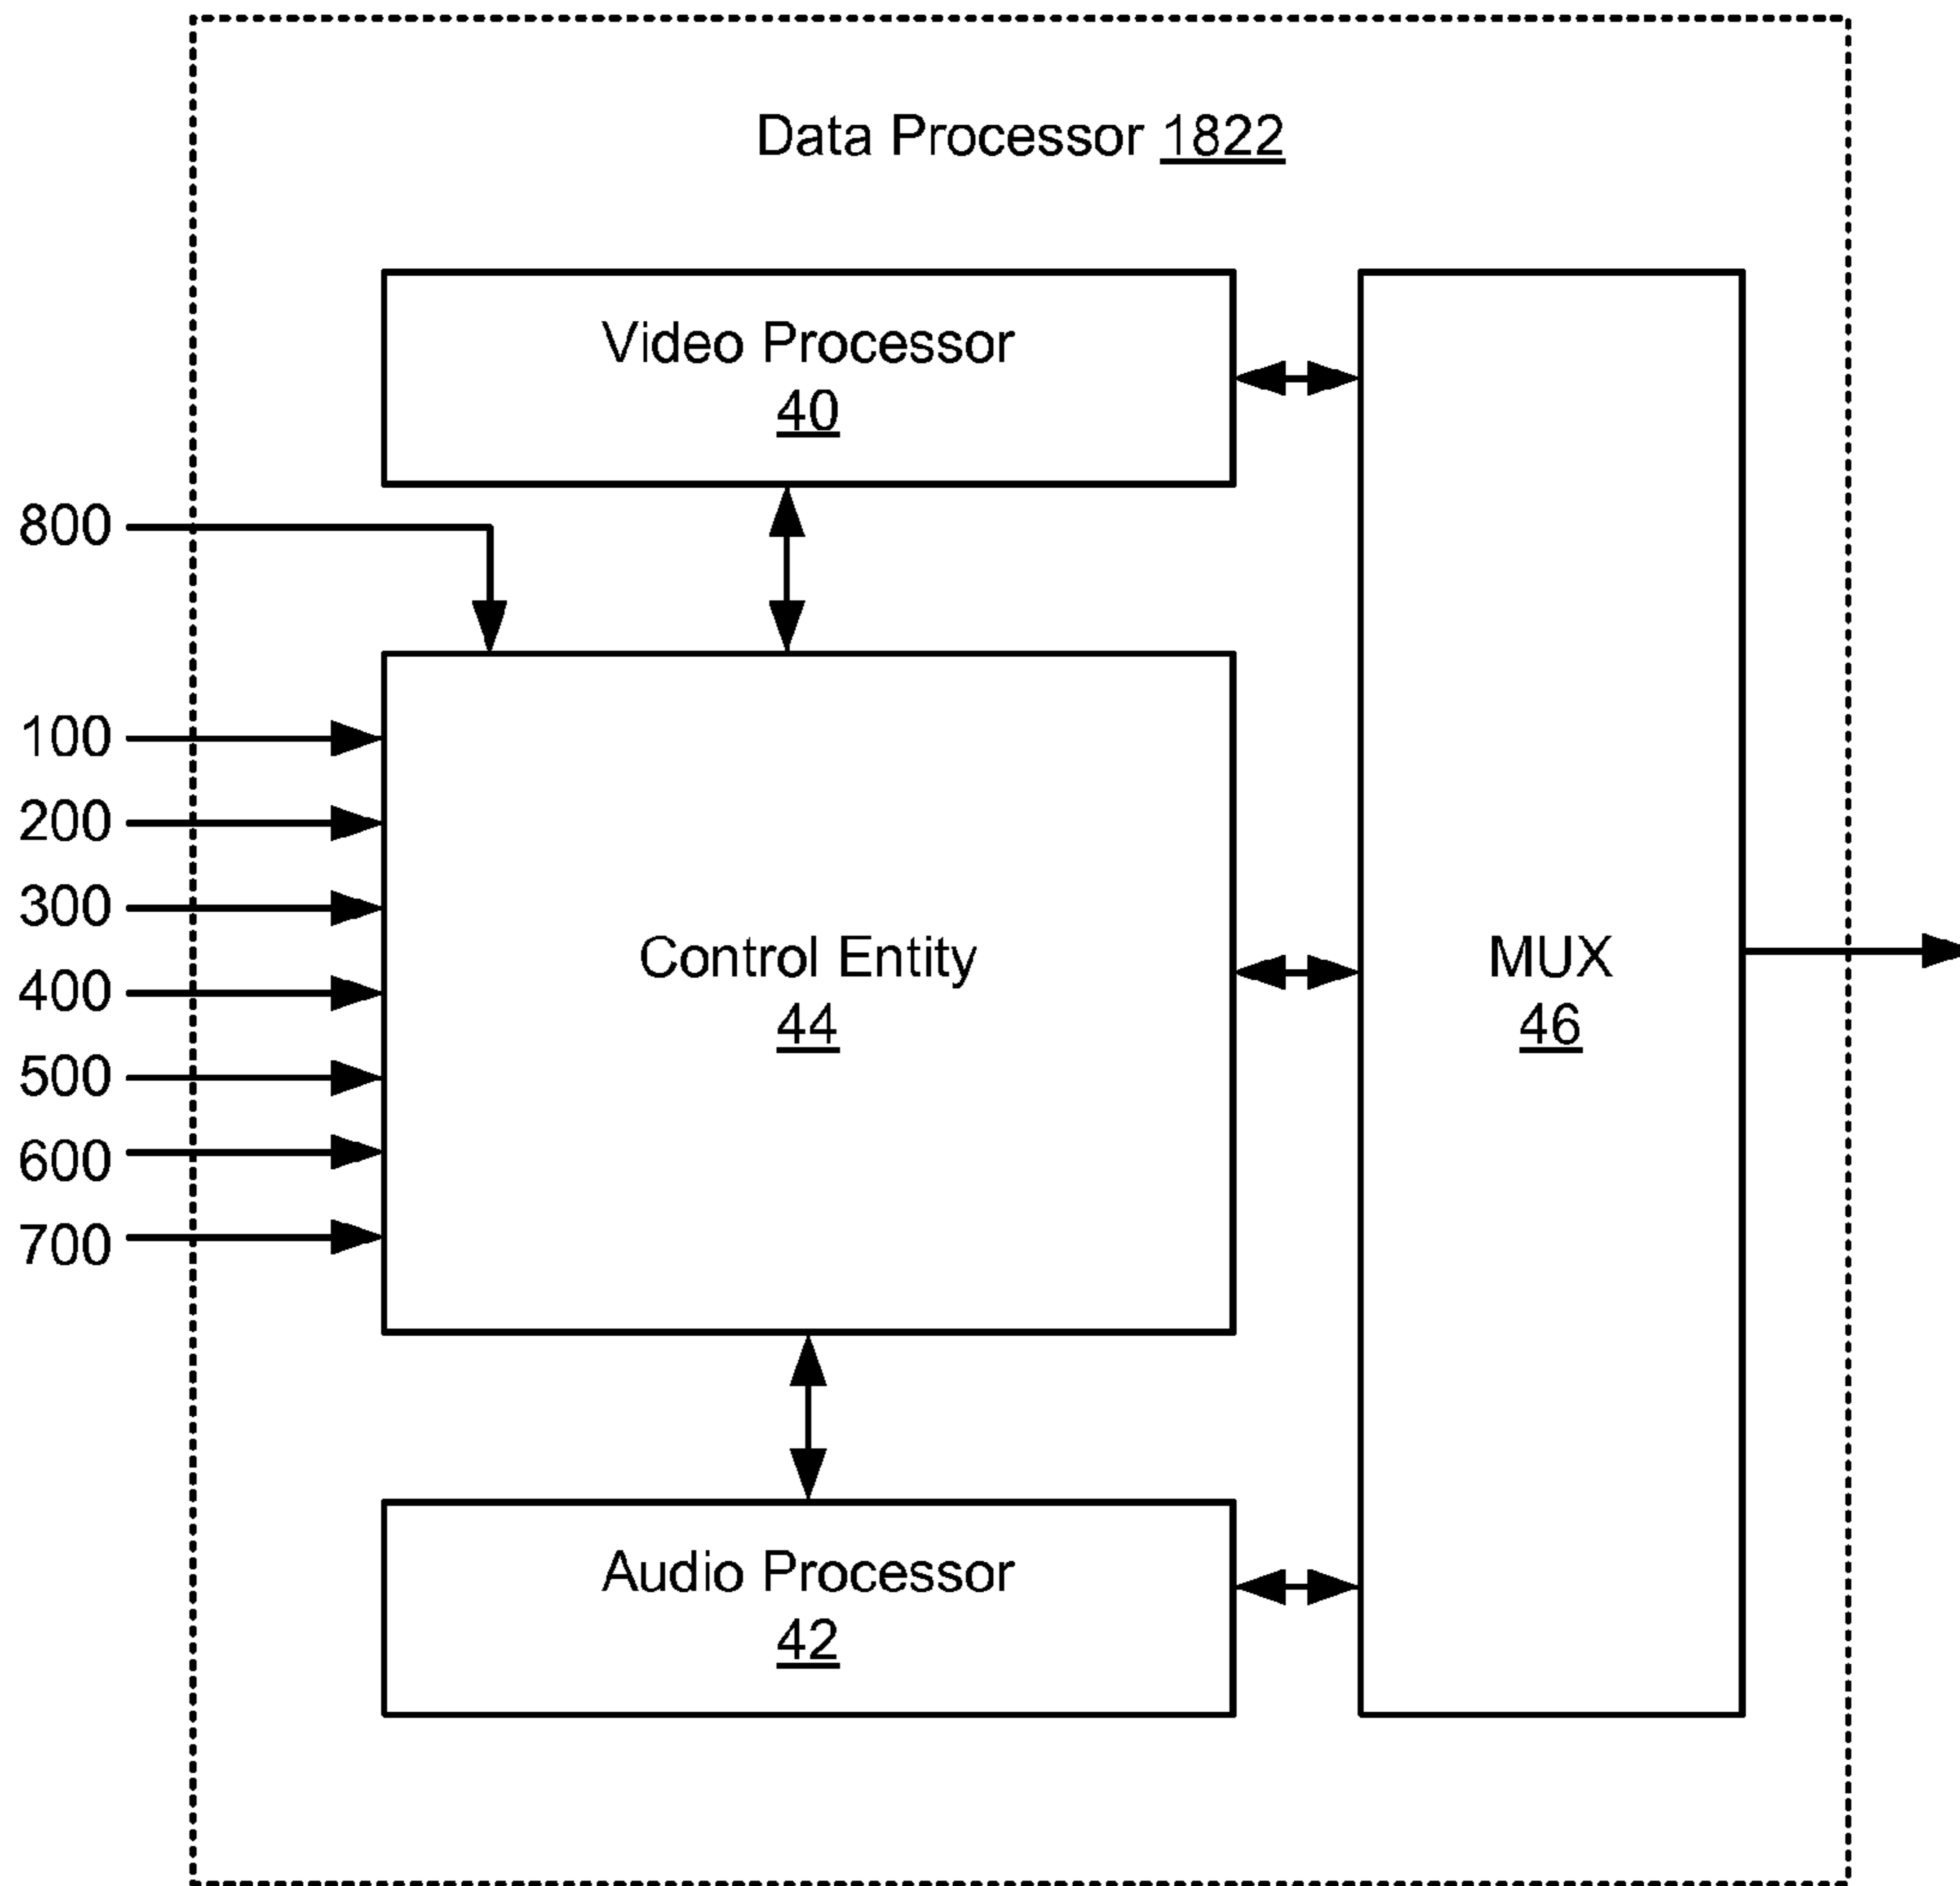 Data Processor 1822
Video Processor
40
800
100
200
300
400
500
600
700
Control Entity
44
MUX
46
Audio Processor
42